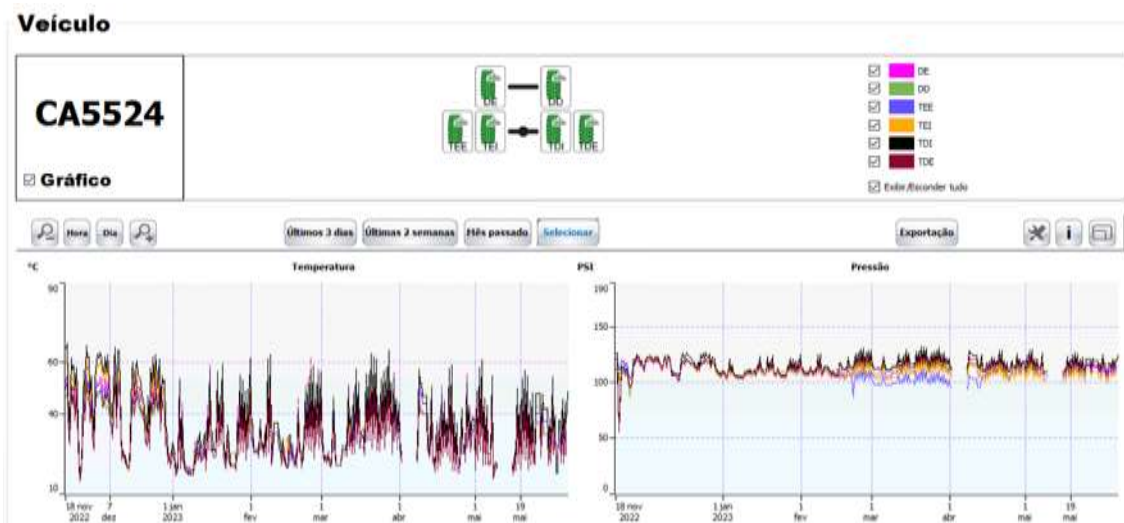 Veículo
CA5524
Gráfico
DE DD
TEE TEI TDI TDE
DE
DD
TEE
TEI
TDI
TDE
Exibir/Esconder tudo
Hora Dia Últimos 3 dias Últimas 2 semanas Mês passado Selecionar Exportação i
°C Temperatura PSI Pressão
90
60
40
10
18 nov 2022 7 dez 1 jan 2023 1 fev 1 mar 1 abr 1 mai 19 mai
190
150
100
50
0
18 nov 2022 1 jan 2023 1 fev 1 mar 1 abr 1 mai 19 mai